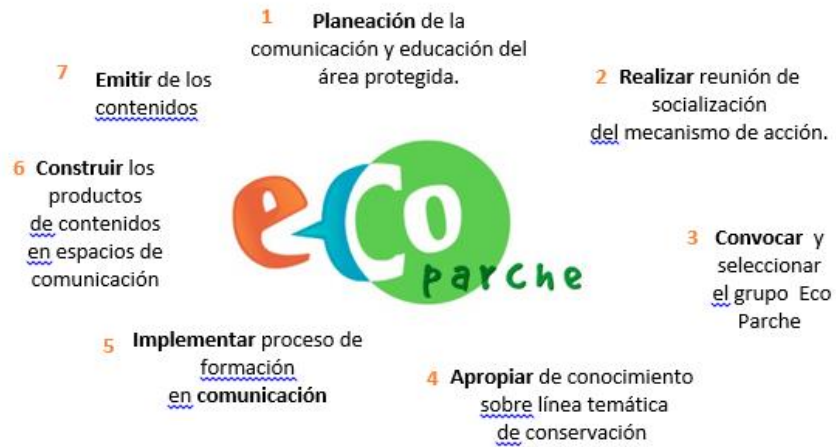 1 Planeación de la
comunicación y educación del
área protegida.
2 Realizar reunión de
socialización
del mecanismo de acción.
3 Convocar y
seleccionar
el grupo Eco
Parche
4 Apropiar de conocimiento
sobre línea temática
de conservación
5 Implementar proceso de
formación
en comunicación
6 Construir los
productos
de contenidos
en espacios de
comunicación
7 Emitir de los
contenidos
eco
parche